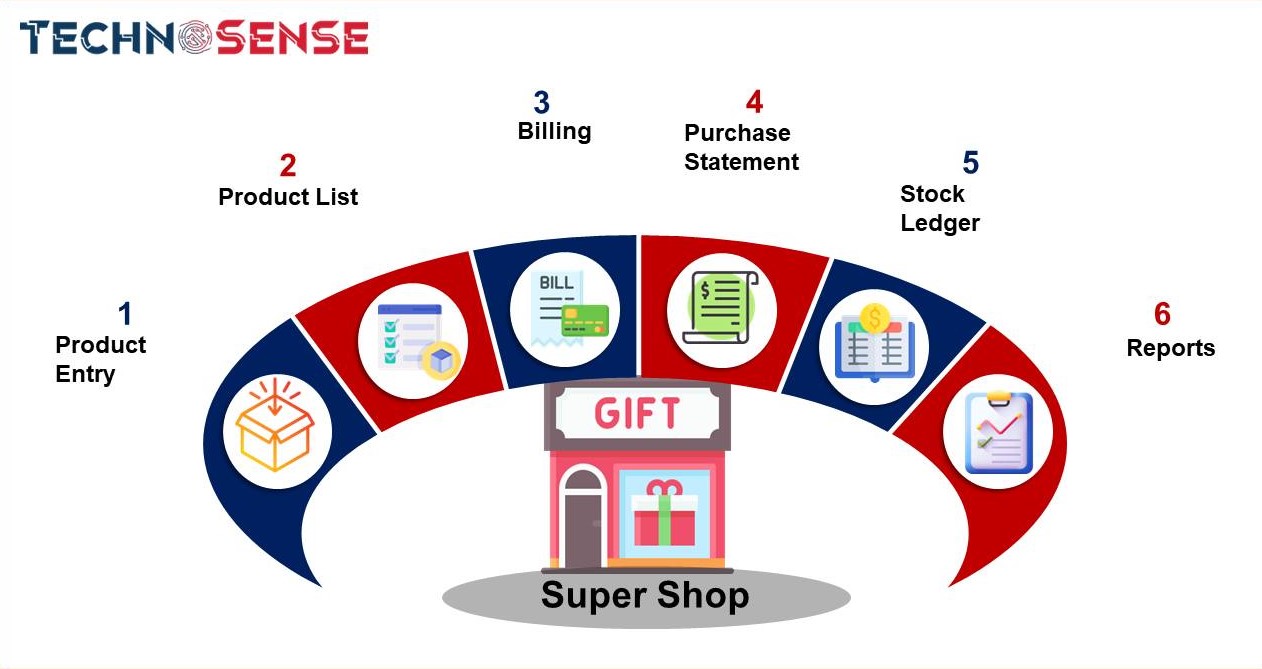 TECHNOSENSE
3
Billing
4
Purchase
Statement
2
Product List
5
Stock
Ledger
1
Product
Entry
6
Reports
BILL
$
$
GIFT
Super Shop